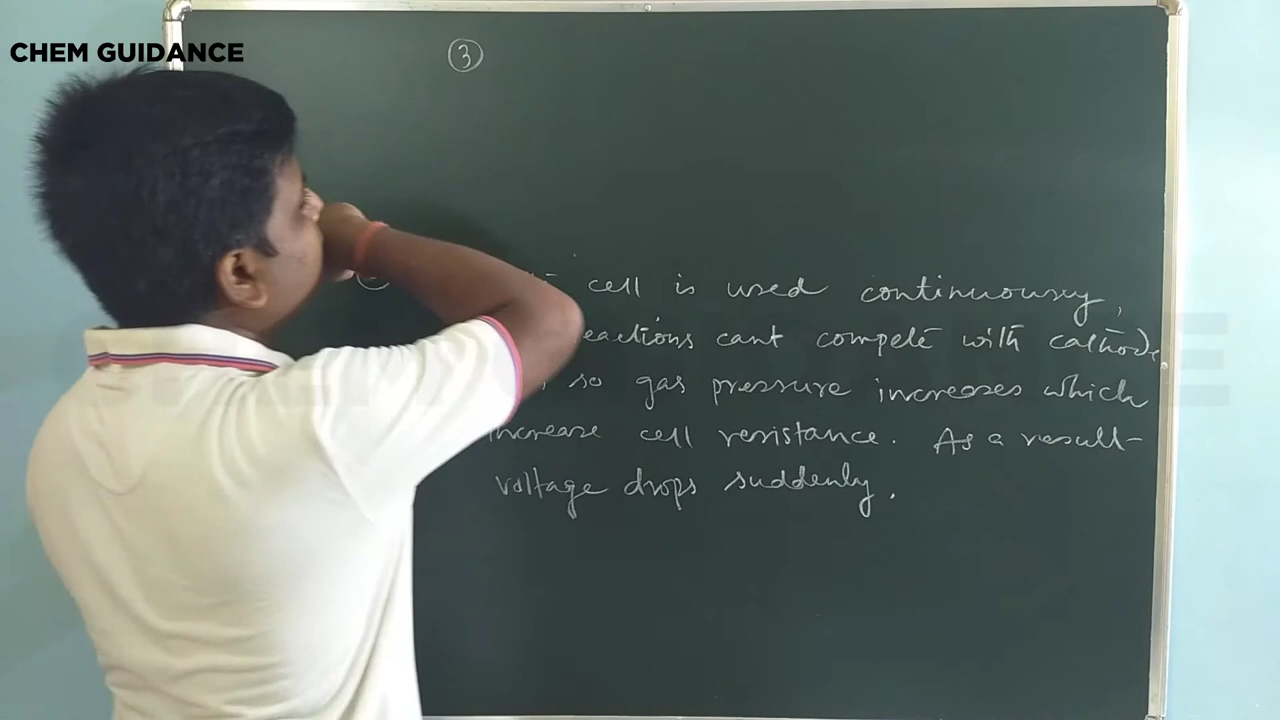 CHEM GUIDANCE
③
cell is used continuousy,
eactions cant compete with cathode
so gas pressure increases which
increase cell resistance. As a result
voltage drops suddenly.